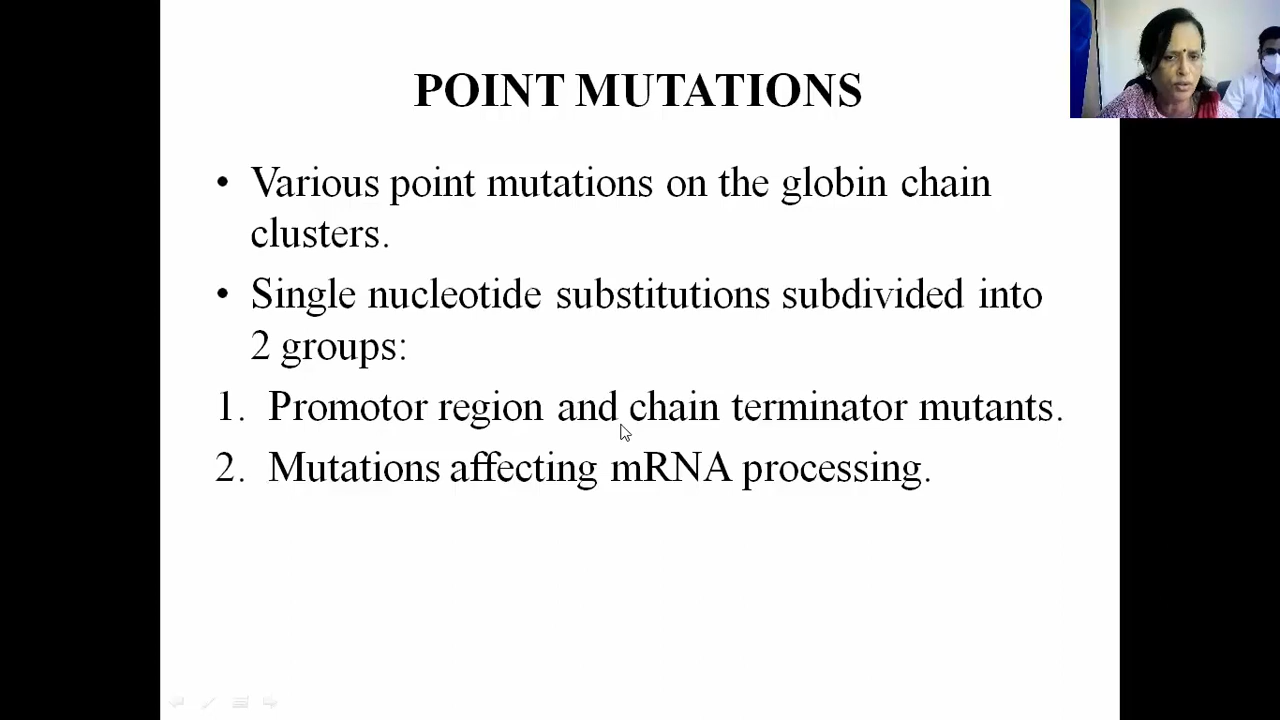 POINT MUTATIONS
• Various point mutations on the globin chain
clusters.
• Single nucleotide substitutions subdivided into
2 groups:
1. Promotor region and chain terminator mutants.
2. Mutations affecting mRNA processing.